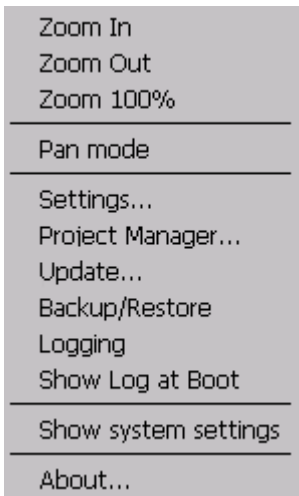 Zoom In
Zoom Out
Zoom 100%
Pan mode
Settings...
Project Manager...
Update...
Backup/Restore
Logging
Show Log at Boot
Show system settings
About...